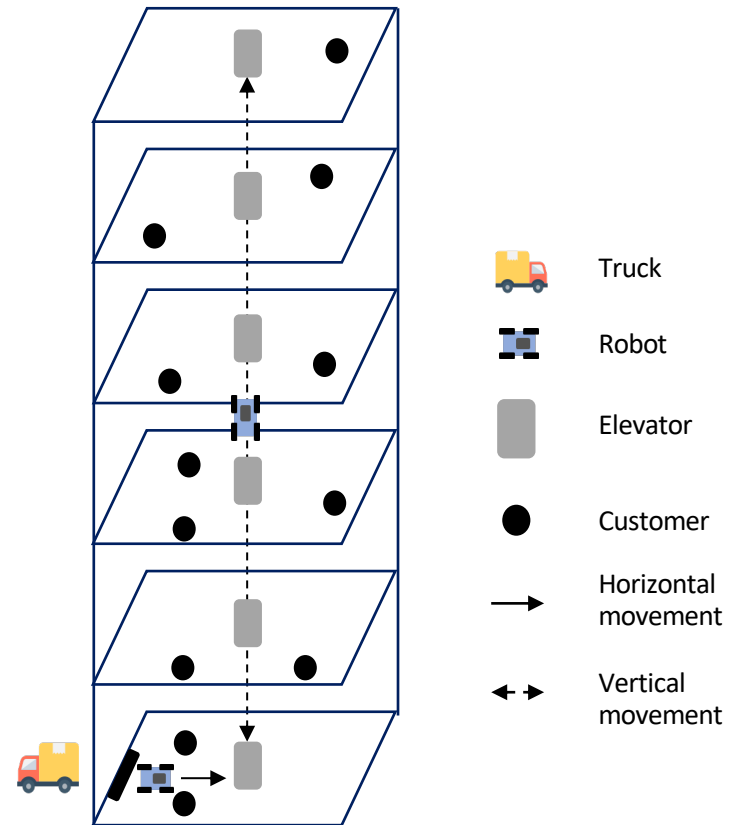 Truck
Robot
Elevator
Customer
Horizontal
movement
Vertical
movement